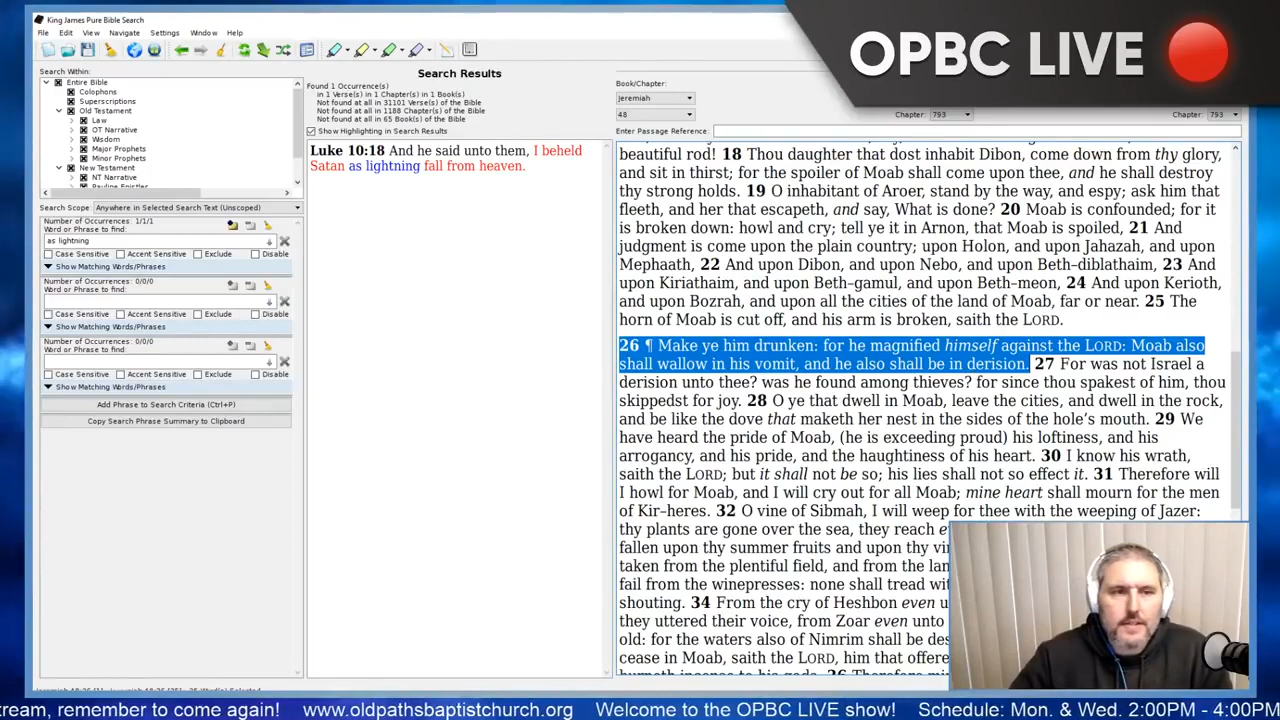 King James Pure Bible Search
File Edit View Navigate Settings Window Help
OPBC LIVE
Search Within:
Entire Bible
Colophons
Superscriptions
Old Testament
Law
OT Narrative
Wisdom
Major Prophets
Minor Prophets
New Testament
NT Narrative
Pauline Epistles
Search Scope: Anywhere in Selected Search Text (Unscoped)
Number of Occurrences: 1/1/1
Word or Phrase to find:
as lightning
Case Sensitive Accent Sensitive Exclude Disable
Show Matching Words/Phrases
Number of Occurrences: 0/0/0
Word or Phrase to find:
Case Sensitive Accent Sensitive Exclude Disable
Show Matching Words/Phrases
Number of Occurrences: 0/0/0
Word or Phrase to find:
Case Sensitive Accent Sensitive Exclude Disable
Show Matching Words/Phrases
Add Phrase to Search Criteria (Ctrl+P)
Copy Search Phrase Summary to Clipboard
Search Results
Found 1 Occurrence(s)
in 1 Verse(s) in 1 Chapter(s) in 1 Book(s)
Not found at all in 31101 Verse(s) of the Bible
Not found at all in 1188 Chapter(s) of the Bible
Not found at all in 65 Book(s) of the Bible
Show Highlighting in Search Results
Luke 10:18 And he said unto them, I beheld
Satan as lightning fall from heaven.
Book/Chapter:
Jeremiah
48 Chapter: 793 Chapter: 793
Enter Passage Reference:
beautiful rod! 18 Thou daughter that dost inhabit Dibon, come down from thy glory,
and sit in thirst; for the spoiler of Moab shall come upon thee, and he shall destroy
thy strong holds. 19 O inhabitant of Aroer, stand by the way, and espy; ask him that
fleeth, and her that escapeth, and say, What is done? 20 Moab is confounded; for it
is broken down: howl and cry; tell ye it in Arnon, that Moab is spoiled, 21 And
judgment is come upon the plain country; upon Holon, and upon Jahazah, and upon
Mephaath, 22 And upon Dibon, and upon Nebo, and upon Beth–diblathaim, 23 And
upon Kiriathaim, and upon Beth–gamul, and upon Beth–meon, 24 And upon Kerioth,
and upon Bozrah, and upon all the cities of the land of Moab, far or near. 25 The
horn of Moab is cut off, and his arm is broken, saith the LORD.
26 ¶ Make ye him drunken: for he magnified himself against the LORD: Moab also
shall wallow in his vomit, and he also shall be in derision. 27 For was not Israel a
derision unto thee? was he found among thieves? for since thou spakest of him, thou
skippedst for joy. 28 O ye that dwell in Moab, leave the cities, and dwell in the rock,
and be like the dove that maketh her nest in the sides of the hole's mouth. 29 We
have heard the pride of Moab, (he is exceeding proud) his loftiness, and his
arrogancy, and his pride, and the haughtiness of his heart. 30 I know his wrath,
saith the LORD; but it shall not be so; his lies shall not so effect it. 31 Therefore will
I howl for Moab, and I will cry out for all Moab; mine heart shall mourn for the men
of Kir–heres. 32 O vine of Sibmah, I will weep for thee with the weeping of Jazer:
thy plants are gone over the sea, they reach
fallen upon thy summer fruits and upon thy
taken from the plentiful field, and from the
fail from the winepresses: none shall tread
shouting. 34 From the cry of Heshbon even
they uttered their voice, from Zoar even unto
old: for the waters also of Nimrim shall be
cease in Moab, saith the LORD, him that
stream, remember to come again! www.oldpathsbaptistchurch.org Welcome to the OPBC LIVE show! Schedule: Mon. & Wed. 2:00PM - 4:00PM